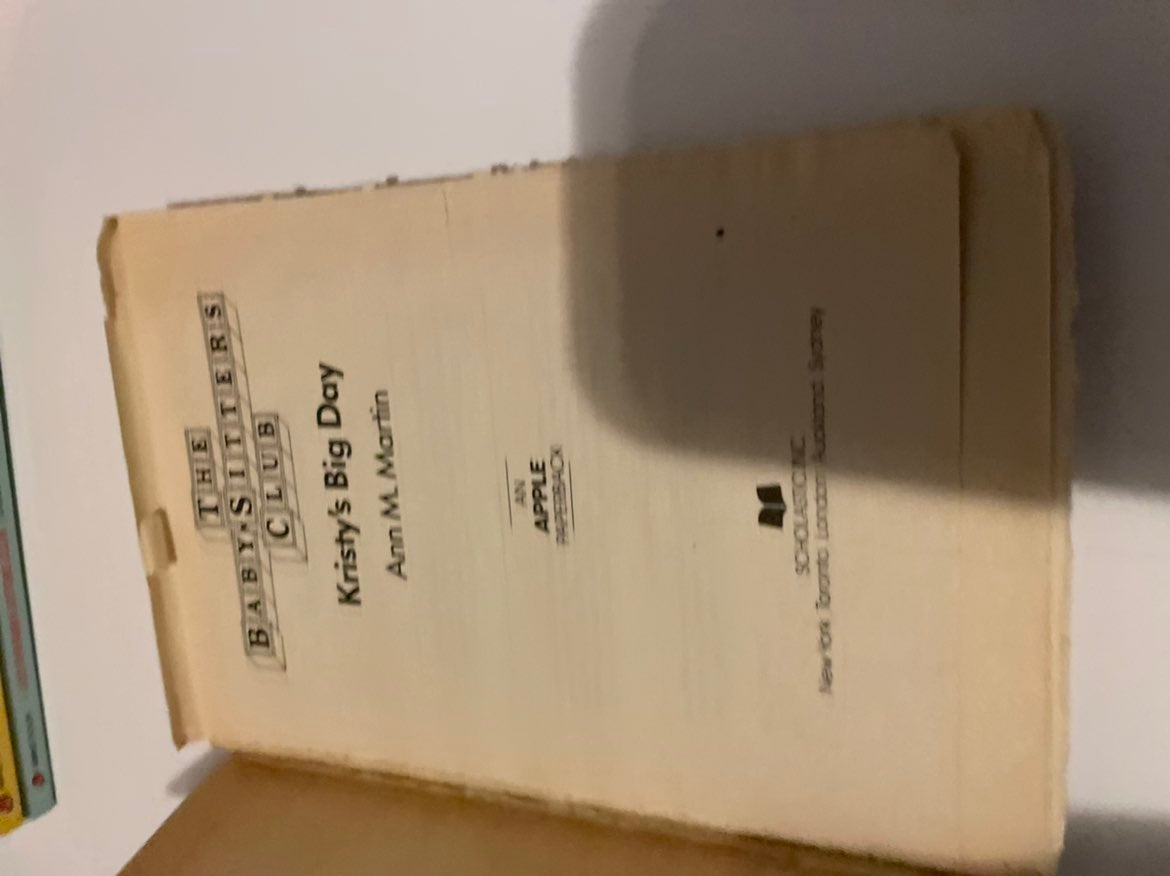 THE
BABY-SITTERS
CLUB
Kristy's Big Day
Ann M. Martin
AN
APPLE
PAPERBACK
SCHOLASTIC INC.
New York Toronto London Auckland Sydney